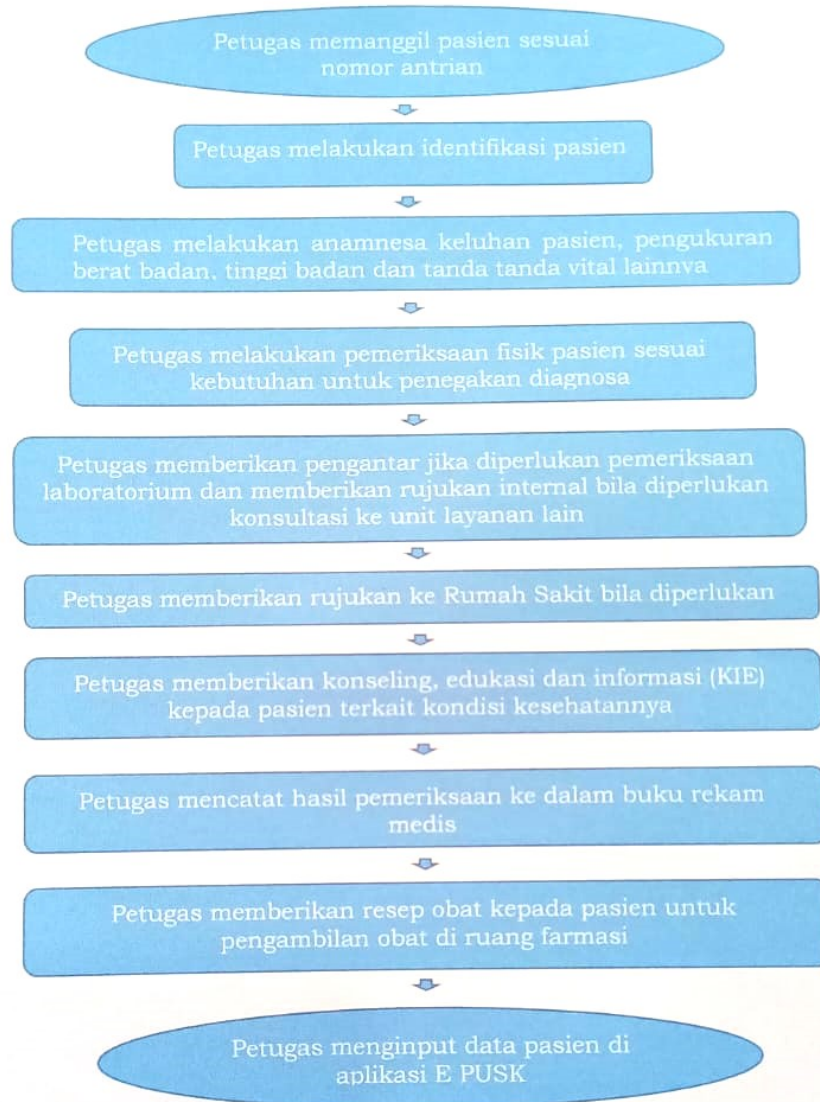 Petugas memanggil pasien sesuai
nomor antrian
Petugas melakukan identifikasi pasien
Petugas melakukan anamnesa keluhan pasien, pengukuran
berat badan, tinggi badan dan tanda tanda vital lainnya
Petugas melakukan pemeriksaan fisik pasien sesuai
kebutuhan untuk penegakan diagnosa
Petugas memberikan pengantar jika diperlukan pemeriksaan
laboratorium dan memberikan rujukan internal bila diperlukan
konsultasi ke unit layanan lain
Petugas memberikan rujukan ke Rumah Sakit bila diperlukan
Petugas memberikan konseling, edukasi dan informasi (KIE)
kepada pasien terkait kondisi kesehatannya
Petugas mencatat hasil pemeriksaan ke dalam buku rekam
medis
Petugas memberikan resep obat kepada pasien untuk
pengambilan obat di ruang farmasi
Petugas menginput data pasien di
aplikasi E PUSK